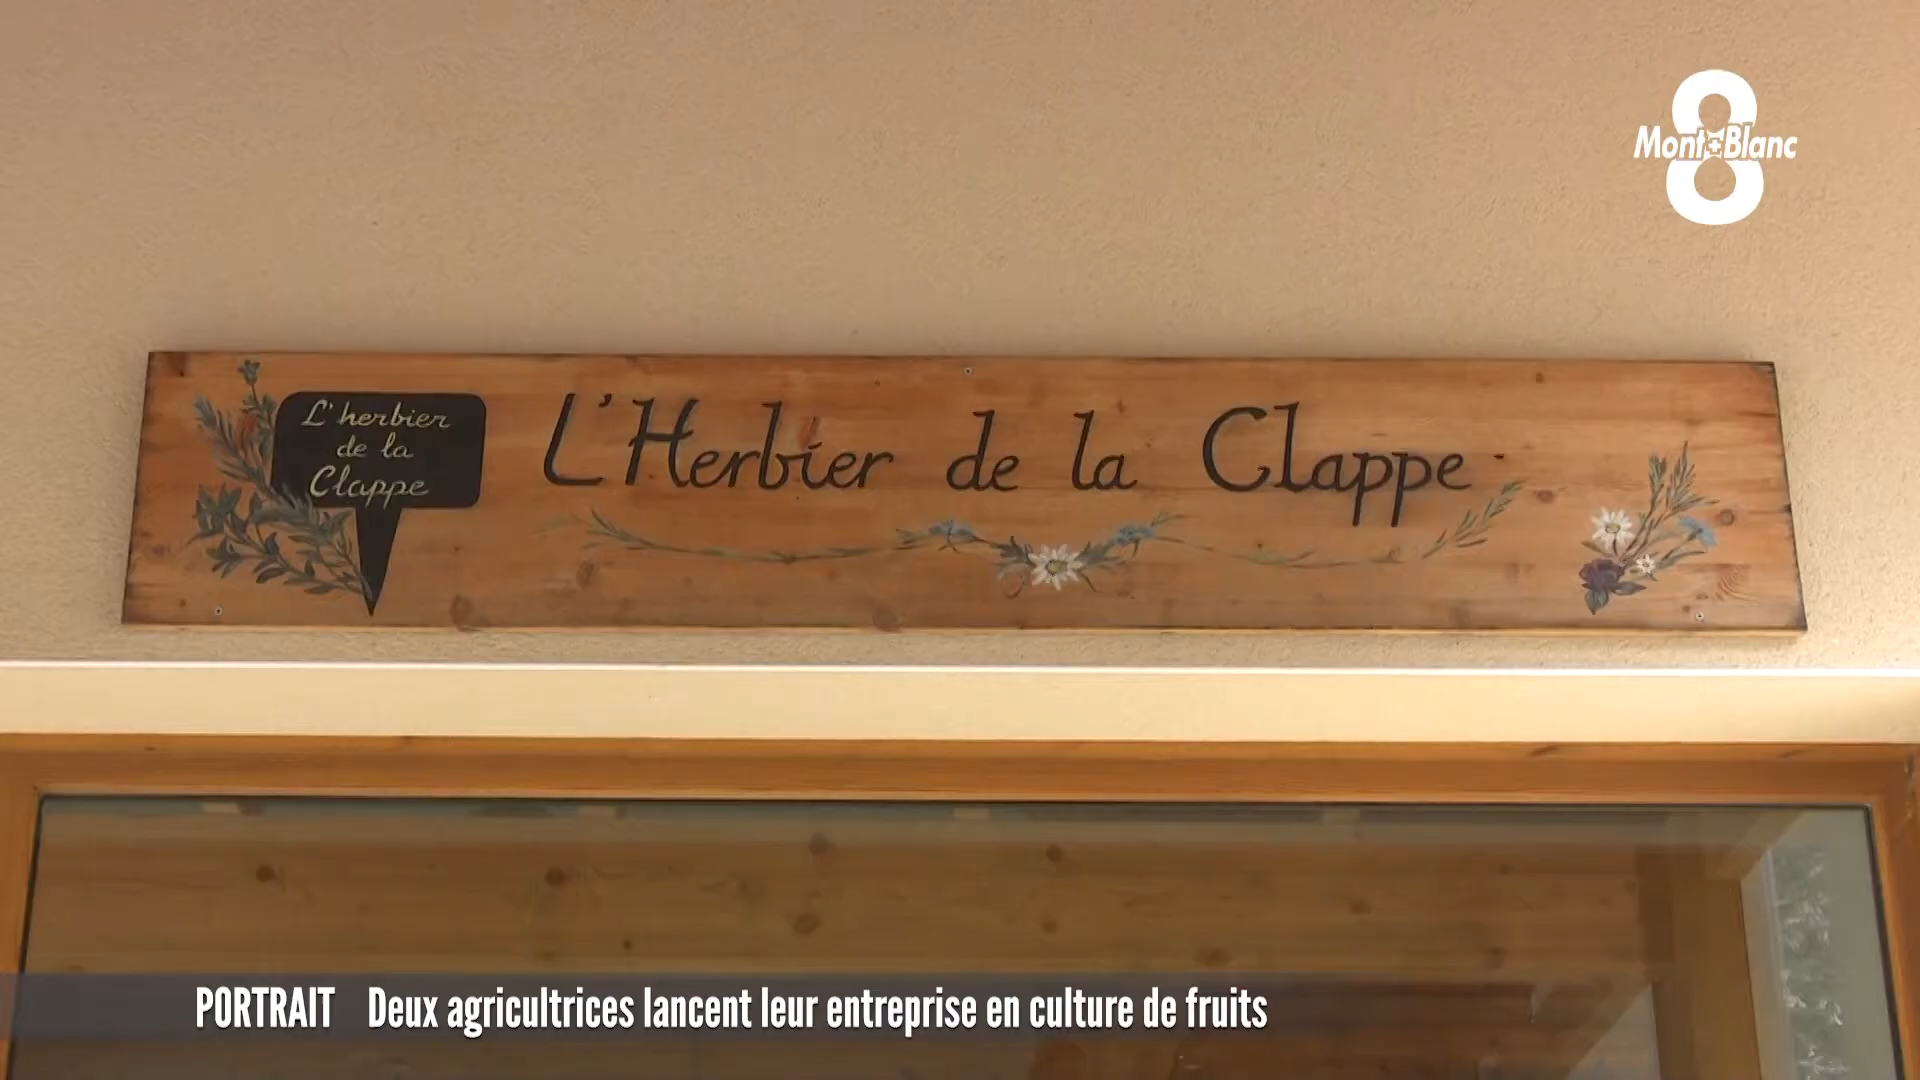 8
Mont-Blanc
L'herbier
de la
Clappe
L'Herbier de la Clappe
PORTRAIT Deux agricultrices lancent leur entreprise en culture de fruits